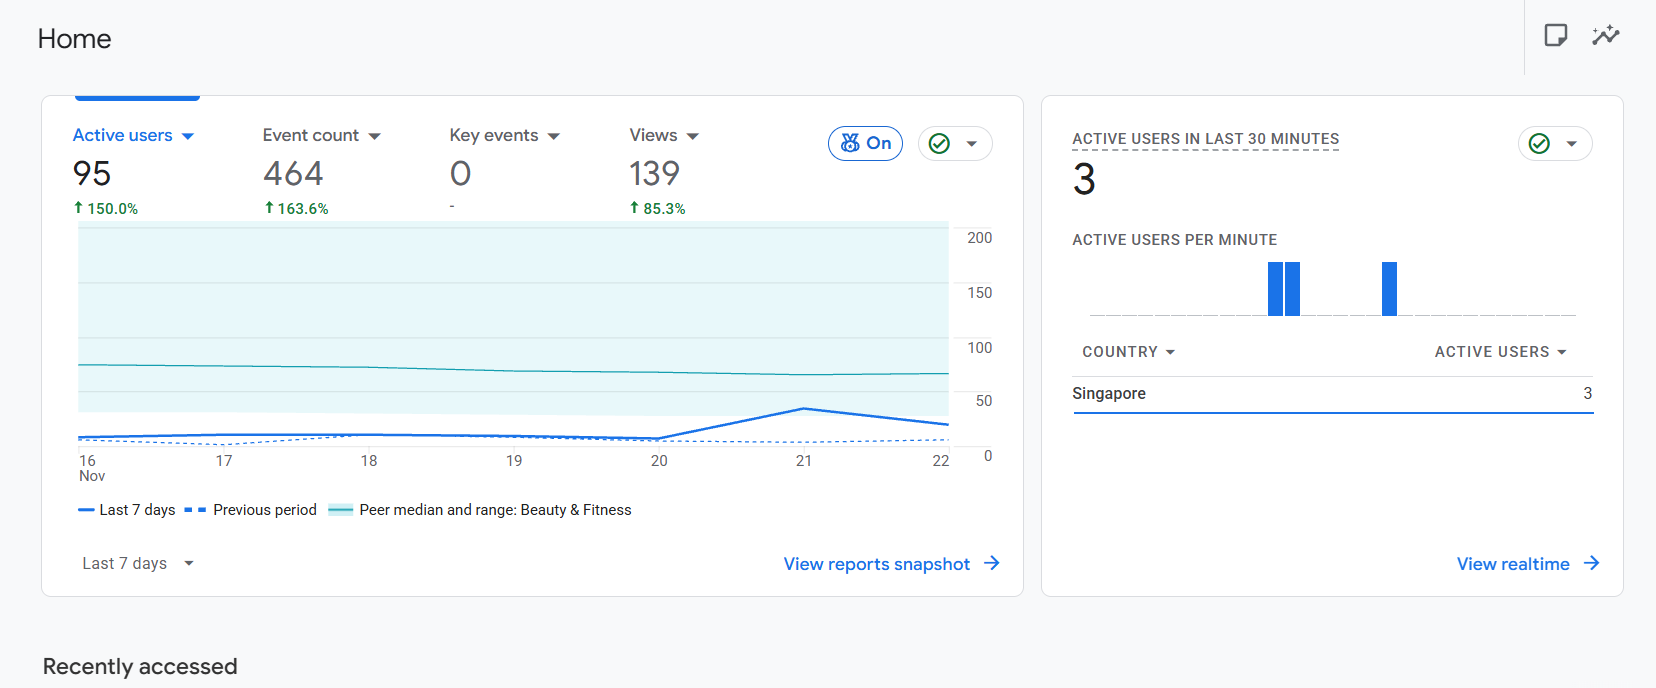 Home
Active users
Event count
Key events
Views
On
95
464
0
139
150.0%
163.6%
-
85.3%
200
150
100
50
0
16
Nov
17
18
19
20
21
22
Last 7 days
Previous period
Peer median and range: Beauty & Fitness
Last 7 days
View reports snapshot
ACTIVE USERS IN LAST 30 MINUTES
3
ACTIVE USERS PER MINUTE
COUNTRY
ACTIVE USERS
Singapore
3
View realtime
Recently accessed